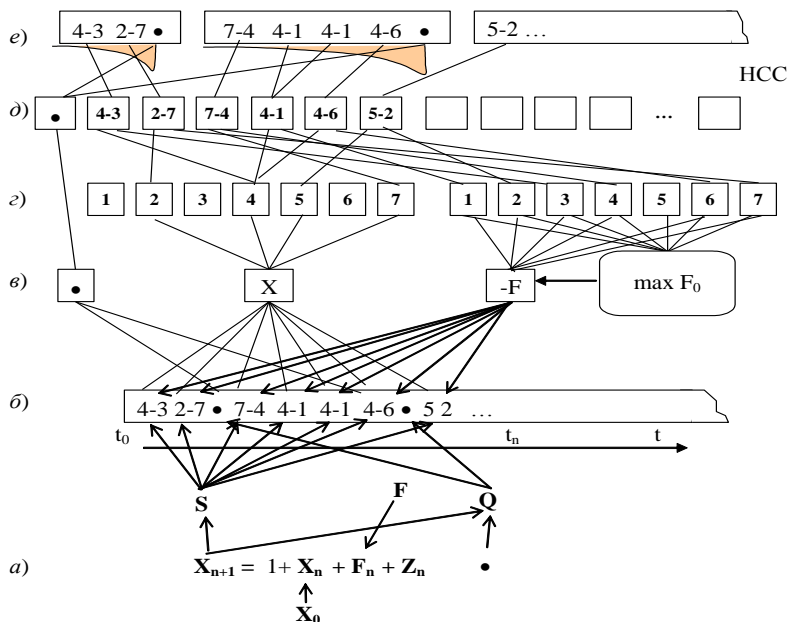 е) 4-3 2-7 • 7-4 4-1 4-1 4-6 • 5-2 ...
НСС
д) • 4-3 2-7 7-4 4-1 4-6 5-2 ...
г) 1 2 3 4 5 6 7 1 2 3 4 5 6 7
в) • X -F max F₀
б) 4-3 2-7 • 7-4 4-1 4-1 4-6 • 5 2 ...
t₀ tₙ t
S F Q
а) Xₙ₊₁ = 1+ Xₙ + Fₙ + Zₙ •
X₀